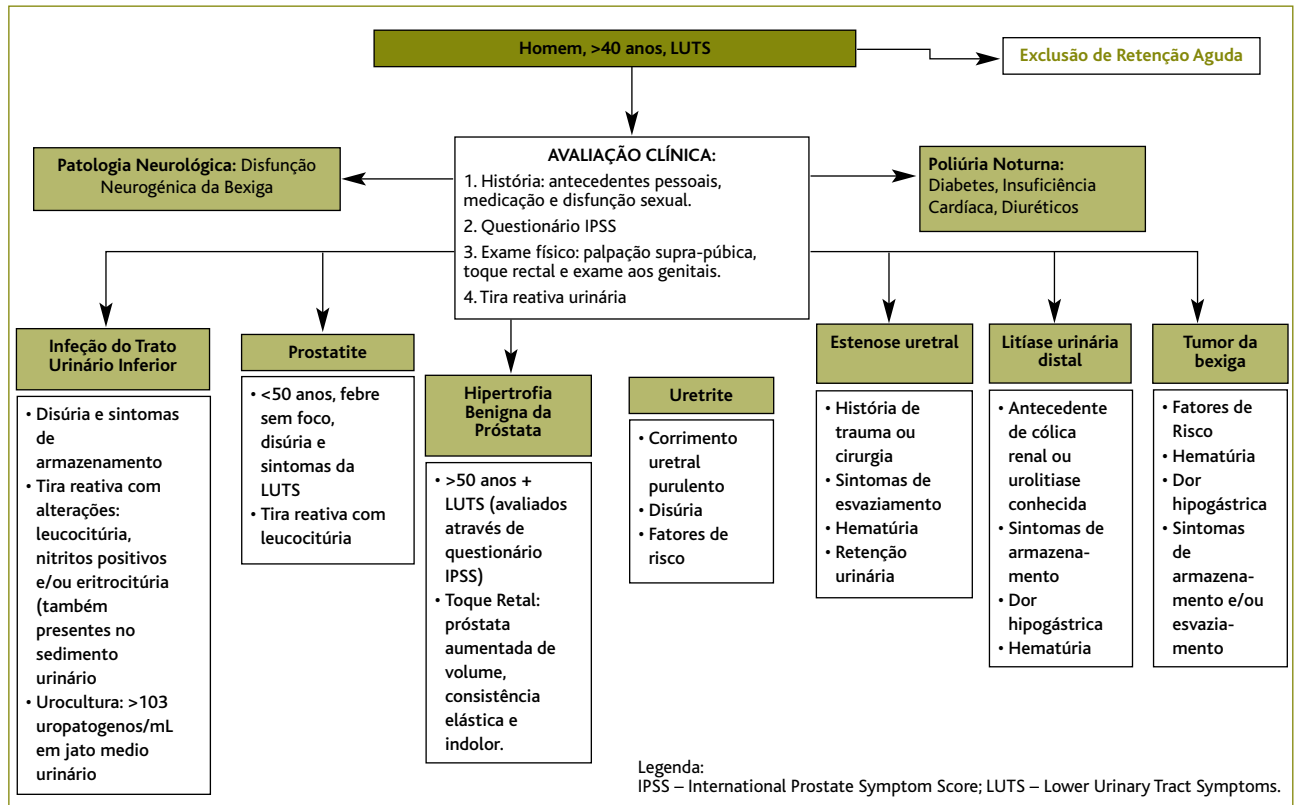 Homem, >40 anos, LUTS
Exclusão de Retenção Aguda
Patologia Neurológica: Disfunção
Neurogénica da Bexiga
AVALIAÇÃO CLÍNICA:
1. História: antecedentes pessoais,
medicação e disfunção sexual.
2. Questionário IPSS
3. Exame físico: palpação supra-púbica,
toque rectal e exame aos genitais.
4. Tira reativa urinária
Poliúria Noturna:
Diabetes, Insuficiência
Cardíaca, Diuréticos
Infeção do Trato
Urinário Inferior
• Disúria e sintomas
de
armazenamento
• Tira reativa com
alterações:
leucocitúria,
nitritos positivos
e/ou eritrocitúria
(também
presentes no
sedimento
urinário
• Urocultura: >103
uropatogenos/mL
em jato medio
urinário
Prostatite
• <50 anos, febre
sem foco,
disúria e
sintomas da
LUTS
• Tira reativa com
leucocitúria
Hipertrofia
Benigna da
Próstata
• >50 anos +
LUTS (avaliados
através de
questionário
IPSS)
• Toque Retal:
próstata
aumentada de
volume,
consistência
elástica e
indolor.
Uretrite
• Corrimento
uretral
purulento
• Disúria
• Fatores de
risco
Estenose uretral
• História de
trauma ou
cirurgia
• Sintomas de
esvaziamento
• Hematúria
• Retenção
urinária
Litíase urinária
distal
• Antecedente
de cólica
renal ou
urolitiase
conhecida
• Sintomas de
armazena-
mento
• Dor
hipogástrica
• Hematúria
Tumor da
bexiga
• Fatores de
Risco
• Hematúria
• Dor
hipogástrica
• Sintomas
de
armazena-
mento e/ou
esvazia-
mento
Legenda:
IPSS – International Prostate Symptom Score; LUTS – Lower Urinary Tract Symptoms.